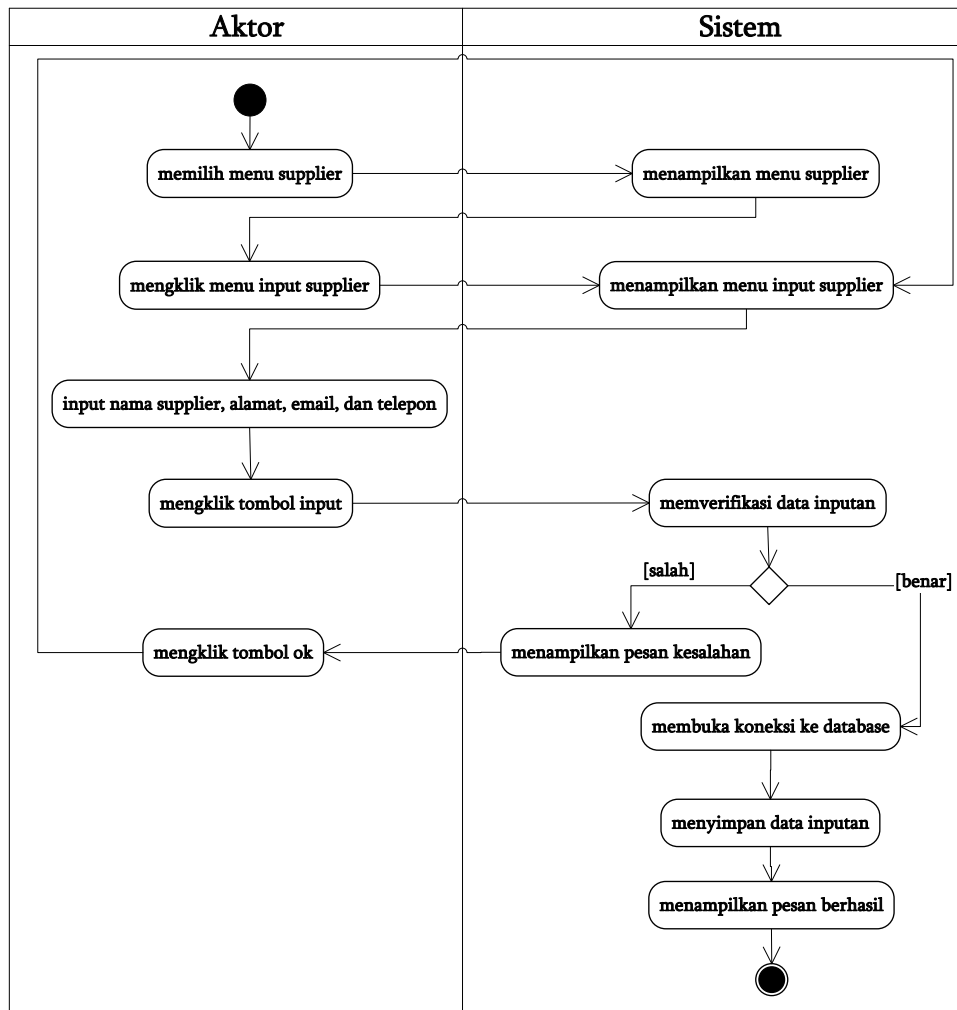 Aktor
Sistem
memilih menu supplier
menampilkan menu supplier
mengklik menu input supplier
menampilkan menu input supplier
input nama supplier, alamat, email, dan telepon
mengklik tombol input
memverifikasi data inputan
[salah]
[benar]
mengklik tombol ok
menampilkan pesan kesalahan
membuka koneksi ke database
menyimpan data inputan
menampilkan pesan berhasil